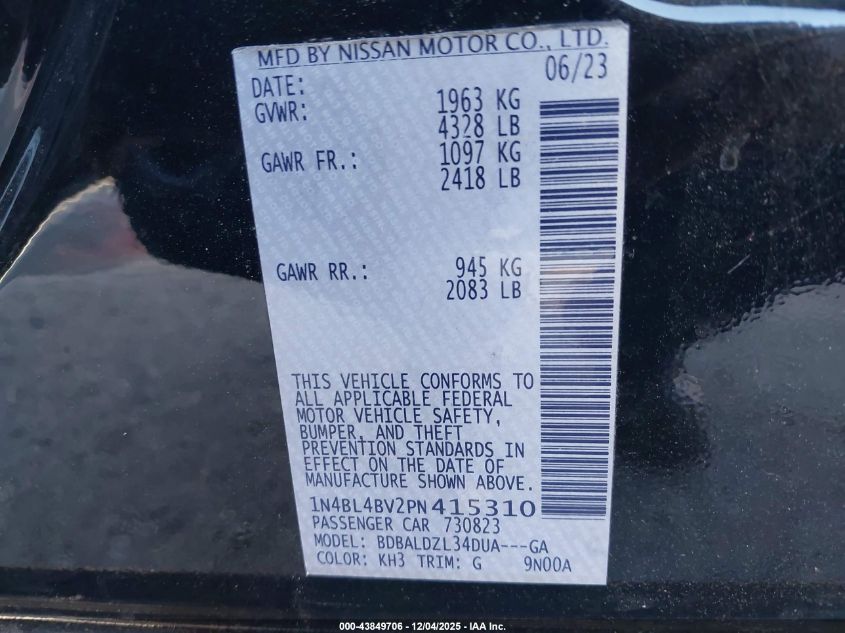 MFD BY NISSAN MOTOR CO., LTD.
DATE: 06/23
GVWR: 1963 KG
4328 LB
GAWR FR.: 1097 KG
2418 LB
GAWR RR.: 945 KG
2083 LB
THIS VEHICLE CONFORMS TO
ALL APPLICABLE FEDERAL
MOTOR VEHICLE SAFETY,
BUMPER, AND THEFT
PREVENTION STANDARDS IN
EFFECT ON THE DATE OF
MANUFACTURE SHOWN ABOVE.
1N4BL4BV2PN415310
PASSENGER CAR 730823
MODEL: BDBALDZL34DUA---GA
COLOR: KH3 TRIM: G 9N00A
000-43849706 - 12/04/2025 - IAA Inc.